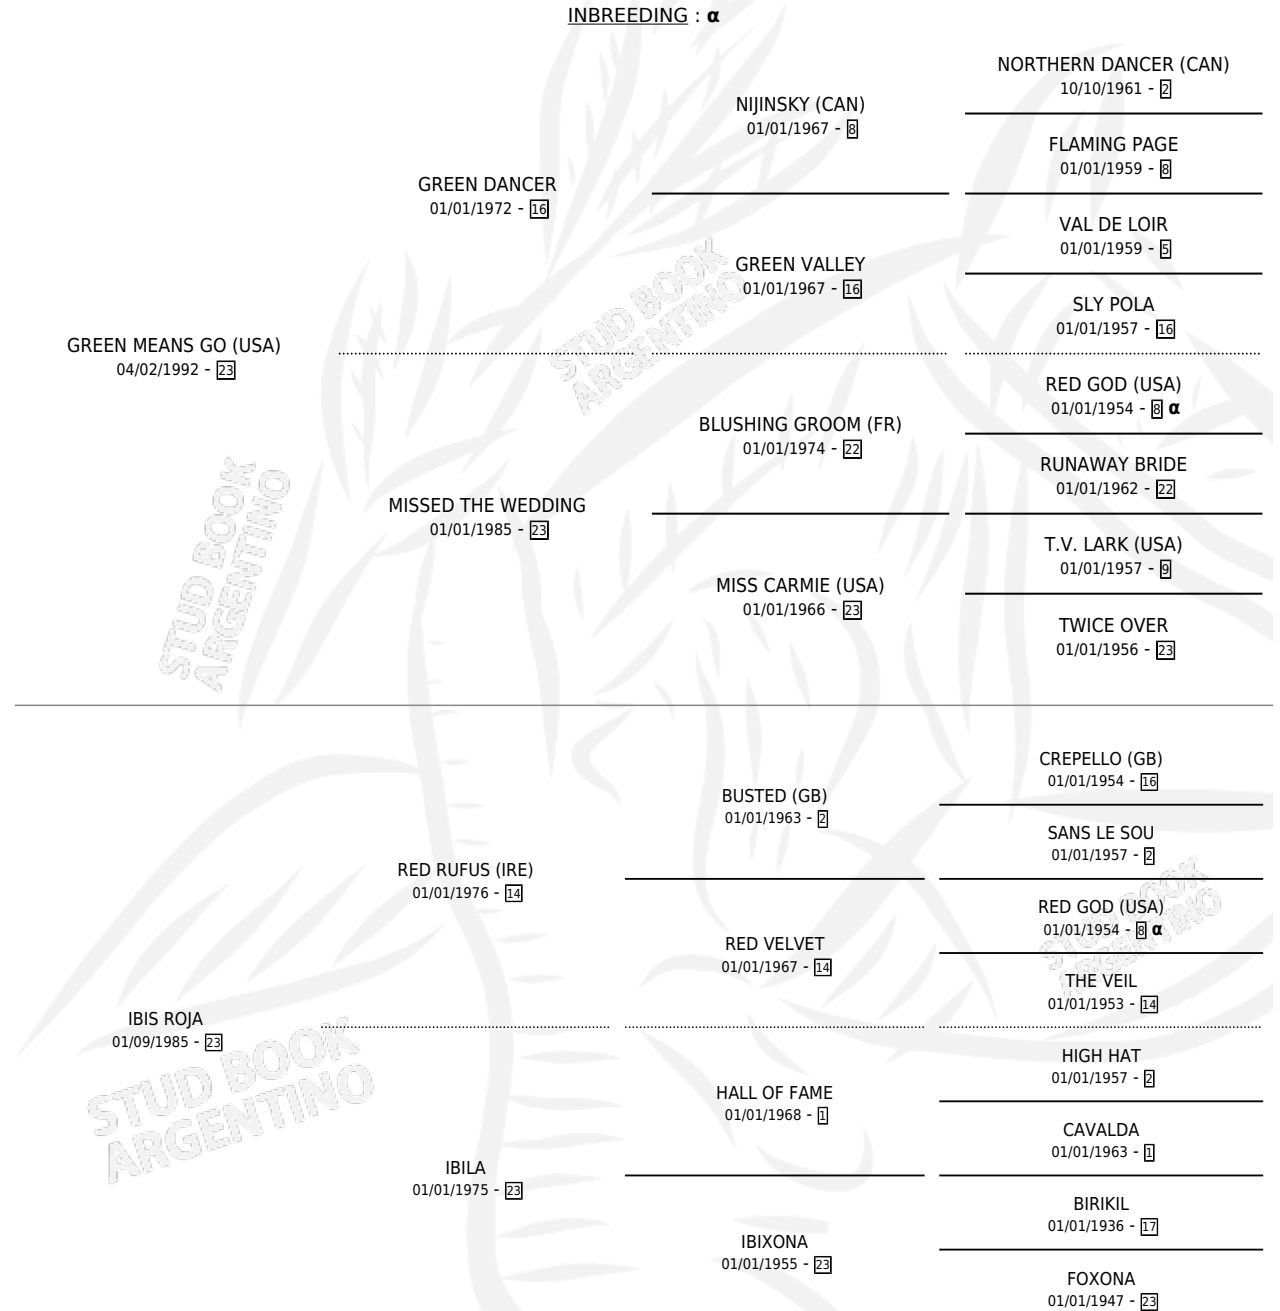 INBREEDING : α
NORTHERN DANCER (CAN)
10/10/1961 - 2
NIJINSKY (CAN)
01/01/1967 - 8
FLAMING PAGE
01/01/1959 - 8
GREEN DANCER
01/01/1972 - 16
VAL DE LOIR
01/01/1959 - 5
GREEN VALLEY
01/01/1967 - 16
SLY POLA
01/01/1957 - 16
GREEN MEANS GO (USA)
04/02/1992 - 23
RED GOD (USA)
01/01/1954 - 8 α
BLUSHING GROOM (FR)
01/01/1974 - 22
RUNAWAY BRIDE
01/01/1962 - 22
MISSED THE WEDDING
01/01/1985 - 23
T.V. LARK (USA)
01/01/1957 - 9
MISS CARMIE (USA)
01/01/1966 - 23
TWICE OVER
01/01/1956 - 23
CREPELLO (GB)
01/01/1954 - 16
BUSTED (GB)
01/01/1963 - 2
SANS LE SOU
01/01/1957 - 2
RED RUFUS (IRE)
01/01/1976 - 14
RED GOD (USA)
01/01/1954 - 8 α
RED VELVET
01/01/1967 - 14
THE VEIL
01/01/1953 - 14
IBIS ROJA
01/09/1985 - 23
HIGH HAT
01/01/1957 - 2
HALL OF FAME
01/01/1968 - 1
CAVALDA
01/01/1963 - 1
IBILA
01/01/1975 - 23
BIRIKIL
01/01/1936 - 17
IBIXONA
01/01/1955 - 23
FOXONA
01/01/1947 - 23
STUD BOOK
ARGENTINO
STUD BOOK
ARGENTINO
STUD BOOK
ARGENTINO
STUD BOOK
ARGENTINO